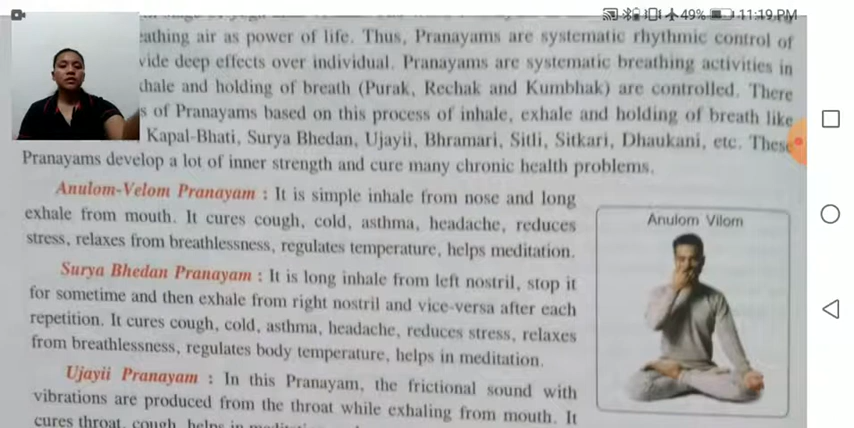 49% 11:19 PM
eathing air as power of life. Thus, Pranayams are systematic rhythmic control of
vide deep effects over individual. Pranayams are systematic breathing activities in
hale and holding of breath (Purak, Rechak and Kumbhak) are controlled. There
s of Pranayams based on this process of inhale, exhale and holding of breath like
Kapal-Bhati, Surya Bhedan, Ujayii, Bhramari, Sitli, Sitkari, Dhaukani, etc. These
Pranayams develop a lot of inner strength and cure many chronic health problems.
Anulom-Velom Pranayam : It is simple inhale from nose and long
exhale from mouth. It cures cough, cold, asthma, headache, reduces
stress, relaxes from breathlessness, regulates temperature, helps meditation.
Anulom Vilom
Surya Bhedan Pranayam : It is long inhale from left nostril, stop it
for sometime and then exhale from right nostril and vice-versa after each
repetition. It cures cough, cold, asthma, headache, reduces stress, relaxes
from breathlessness, regulates body temperature, helps in meditation.
Ujayii Pranayam : In this Pranayam, the frictional sound with
vibrations are produced from the throat while exhaling from mouth. It
cures throat, cough, helps in